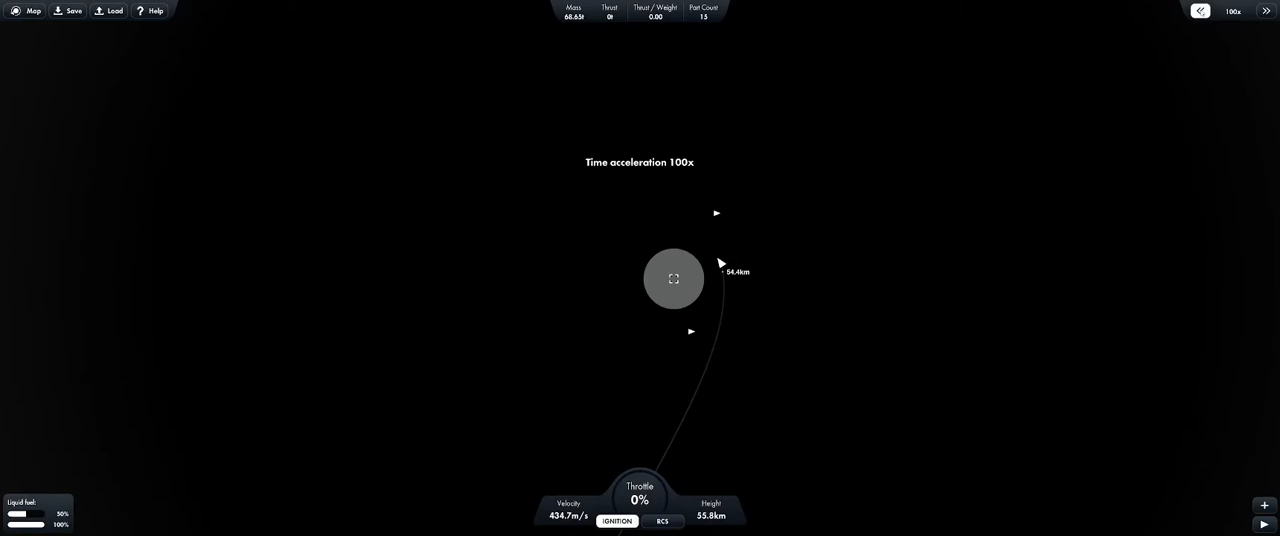 Map
Save
Load
Help
Mass
68.65t
Thrust
0t
Thrust / Weight
0.00
Part Count
15
100x
Time acceleration 100x
54.4km
Throttle
0%
Velocity
434.7m/s
Height
55.8km
IGNITION
RCS
Liquid fuel:
50%
100%